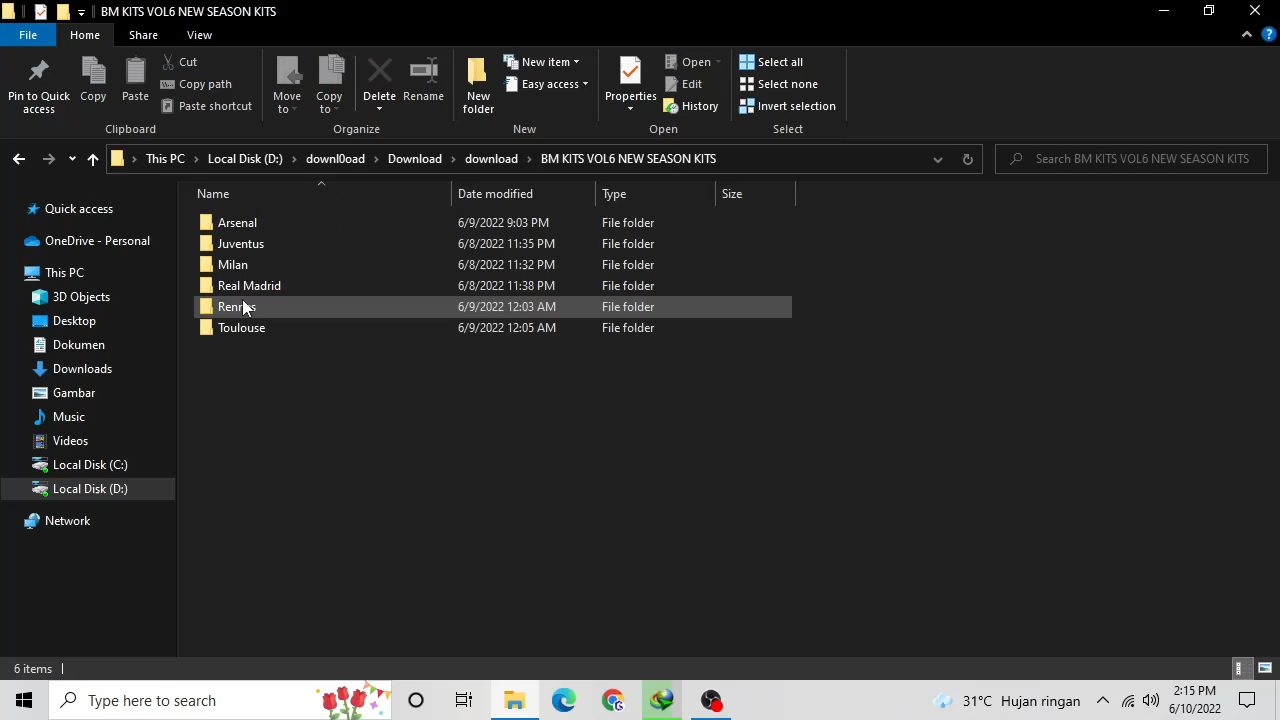 BM KITS VOL6 NEW SEASON KITS
File Home Share View
Pin to Quick access
Copy
Paste
Cut
Copy path
Paste shortcut
Clipboard
Move to
Copy to
Delete
Rename
Organize
New folder
New item
Easy access
New
Properties
Open
Edit
History
Open
Select all
Select none
Invert selection
Select
This PC > Local Disk (D:) > downl0oad > Download > download > BM KITS VOL6 NEW SEASON KITS
Search BM KITS VOL6 NEW SEASON KITS
Name Date modified Type Size
Arsenal 6/9/2022 9:03 PM File folder
Juventus 6/8/2022 11:35 PM File folder
Milan 6/8/2022 11:32 PM File folder
Real Madrid 6/8/2022 11:38 PM File folder
Rennes 6/9/2022 12:03 AM File folder
Toulouse 6/9/2022 12:05 AM File folder
Quick access
OneDrive - Personal
This PC
3D Objects
Desktop
Dokumen
Downloads
Gambar
Music
Videos
Local Disk (C:)
Local Disk (D:)
Network
6 items
Type here to search
31°C Hujan ringan
2:15 PM
6/10/2022